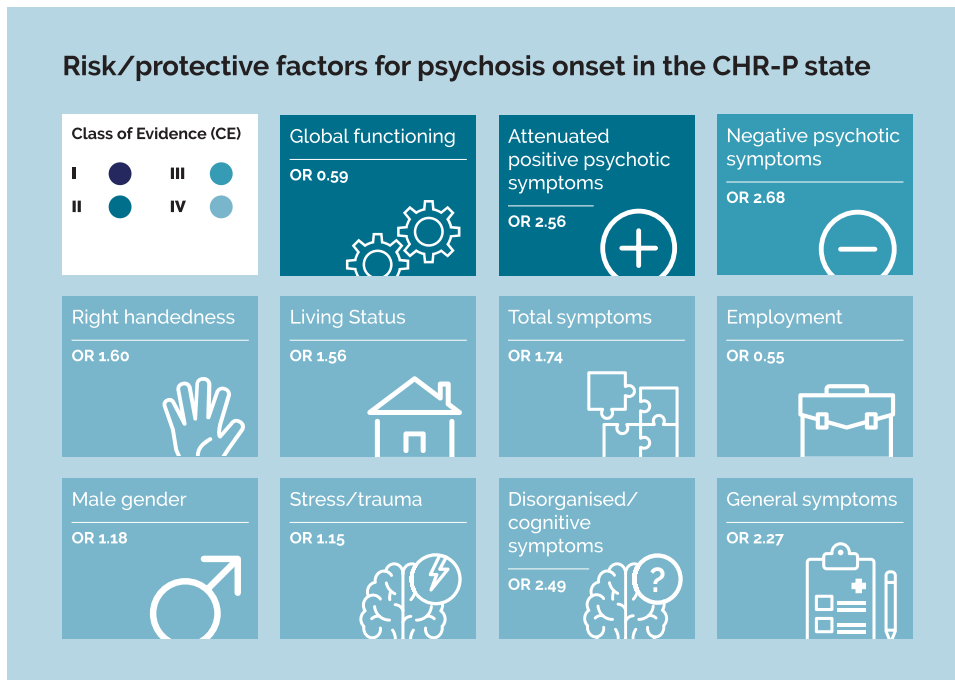 Risk/protective factors for psychosis onset in the CHR-P state
Class of Evidence (CE)
I
III
II
IV
Global functioning
OR 0.59
Attenuated
positive psychotic
symptoms
OR 2.56
Negative psychotic
symptoms
OR 2.68
Right handedness
OR 1.60
Living Status
OR 1.56
Total symptoms
OR 1.74
Employment
OR 0.55
Male gender
OR 1.18
Stress/trauma
OR 1.15
Disorganised/
cognitive
symptoms
OR 2.49
?
General symptoms
OR 2.27